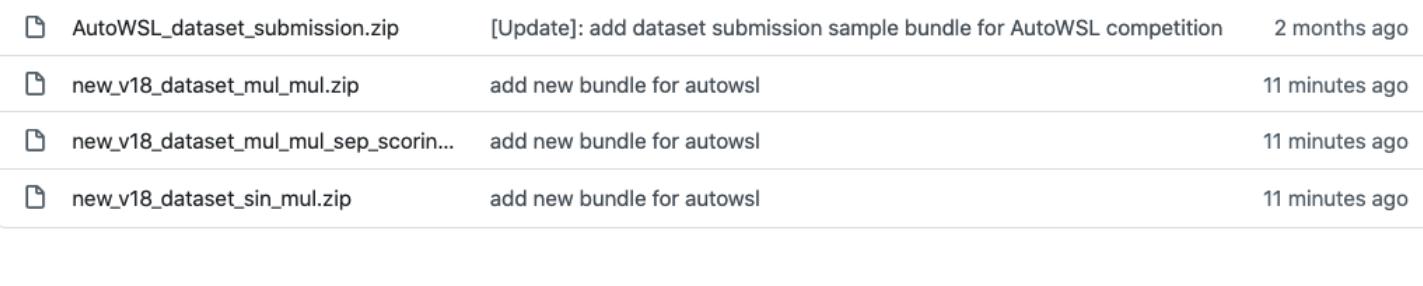 AutoWSL_dataset_submission.zip [Update]: add dataset submission sample bundle for AutoWSL competition 2 months ago
new_v18_dataset_mul_mul.zip add new bundle for autowsl 11 minutes ago
new_v18_dataset_mul_mul_sep_scorin... add new bundle for autowsl 11 minutes ago
new_v18_dataset_sin_mul.zip add new bundle for autowsl 11 minutes ago